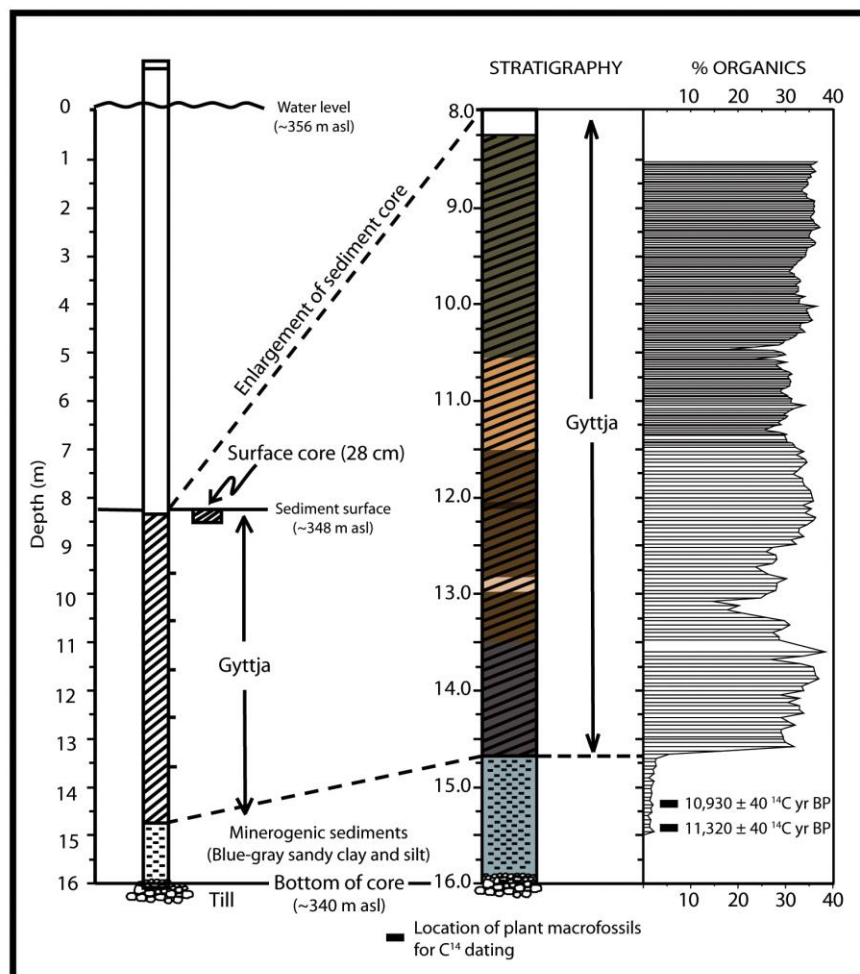 STRATIGRAPHY
% ORGANICS
10 20 30 40
0
Water level
(~356 m asl)
1
2
3
4
5
6
7
8
9
10
11
12
13
14
15
16
Depth (m)
Enlargement of sediment core
Surface core (28 cm)
Sediment surface
(~348 m asl)
Gyttja
Minerogenic sediments
(Blue-gray sandy clay and silt)
Till
Bottom of core
(~340 m asl)
8.0
9.0
10.0
11.0
12.0
13.0
14.0
15.0
16.0
Gyttja
10,930 ± 40 ¹⁴C yr BP
11,320 ± 40 ¹⁴C yr BP
10 20 30 40
Location of plant macrofossils
for C¹⁴ dating